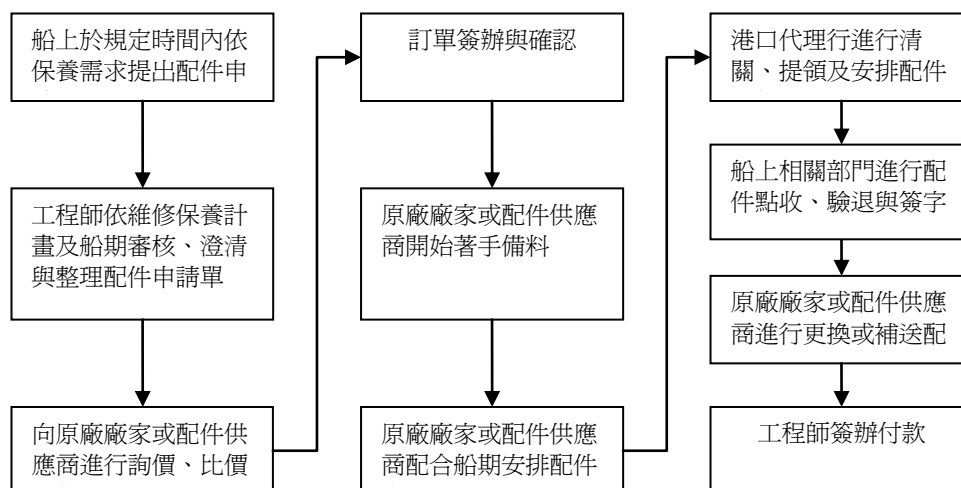 船上於規定時間內依
保養需求提出配件申
工程師依維修保養計
畫及船期審核、澄清
與整理配件申請單
向原廠廠家或配件供
應商進行詢價、比價
訂單簽辦與確認
原廠廠家或配件供應
商開始著手備料
原廠廠家或配件供應
商配合船期安排配件
港口代理行進行清
關、提領及安排配件
船上相關部門進行配
件點收、驗退與簽字
原廠廠家或配件供應
商進行更換或補送配
工程師簽辦付款